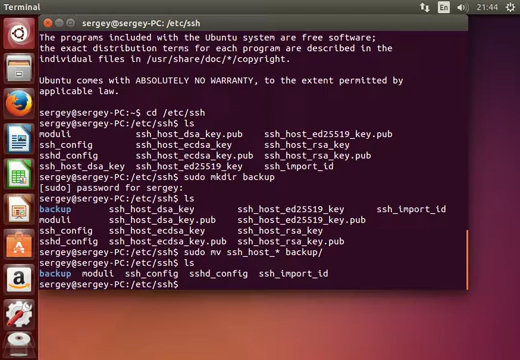 Terminal
En
21:44
sergey@sergey-PC: /etc/ssh
The programs included with the Ubuntu system are free software;
the exact distribution terms for each program are described in the
individual files in /usr/share/doc/*/copyright.
Ubuntu comes with ABSOLUTELY NO WARRANTY, to the extent permitted by
applicable law.
sergey@sergey-PC:~$ cd /etc/ssh
sergey@sergey-PC:/etc/ssh$ ls
moduli ssh_host_dsa_key.pub ssh_host_ed25519_key.pub
ssh_config ssh_host_ecdsa_key ssh_host_rsa_key
sshd_config ssh_host_ecdsa_key.pub ssh_host_rsa_key.pub
ssh_host_dsa_key ssh_host_ed25519_key ssh_import_id
sergey@sergey-PC:/etc/ssh$ sudo mkdir backup
[sudo] password for sergey:
sergey@sergey-PC:/etc/ssh$ ls
backup ssh_host_dsa_key ssh_host_ed25519_key ssh_import_id
moduli ssh_host_dsa_key.pub ssh_host_ed25519_key.pub
ssh_config ssh_host_ecdsa_key ssh_host_rsa_key
sshd_config ssh_host_ecdsa_key.pub ssh_host_rsa_key.pub
sergey@sergey-PC:/etc/ssh$ sudo mv ssh_host_* backup/
sergey@sergey-PC:/etc/ssh$ ls
backup moduli ssh_config sshd_config ssh_import_id
sergey@sergey-PC:/etc/ssh$